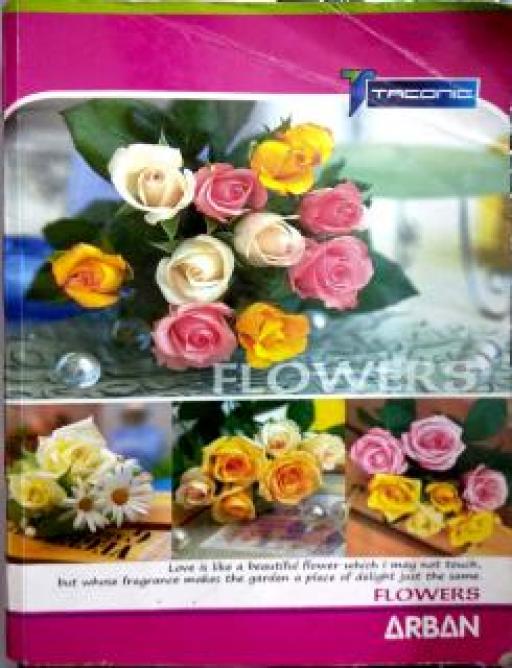 TACONIC
FLOWERS
Love is like a beautiful flower which i may not touch,
but whose fragrance makes the garden a place of delight just the same.
FLOWERS
ARBAN